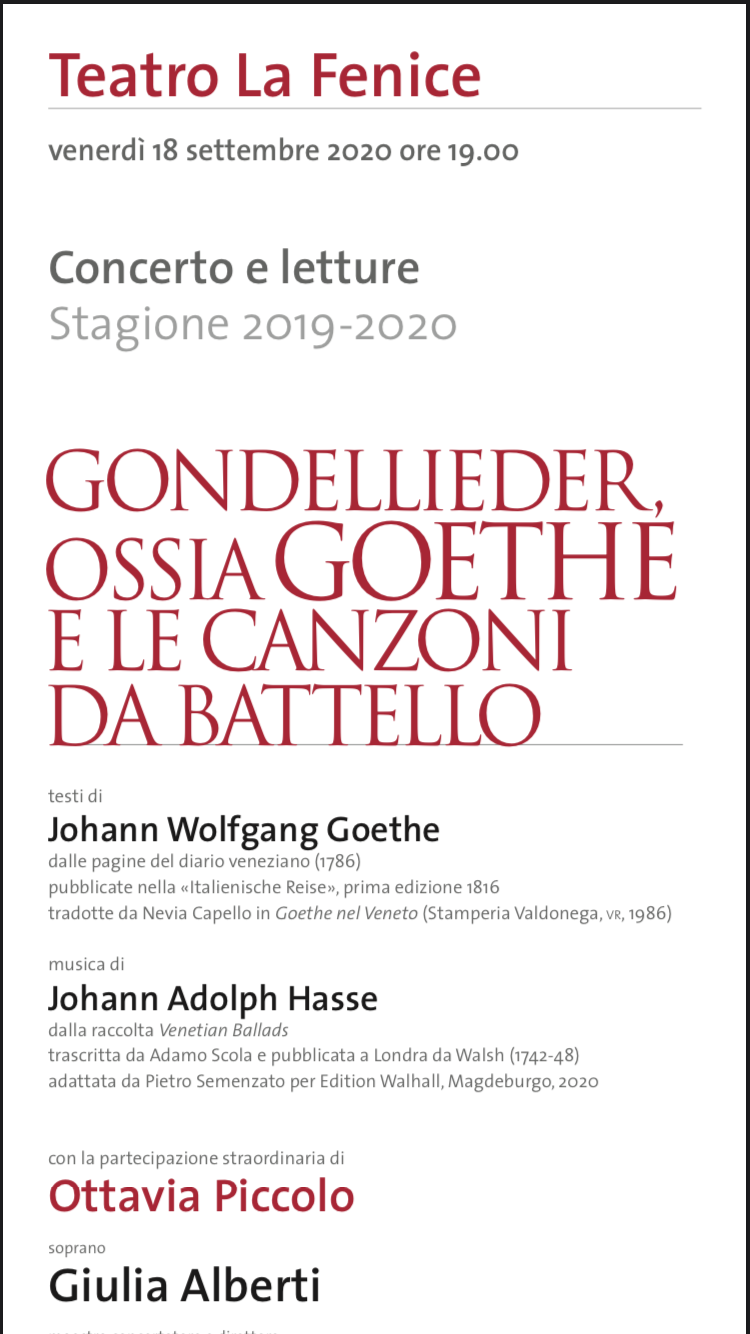 Teatro La Fenice
venerdì 18 settembre 2020 ore 19.00
Concerto e letture
Stagione 2019-2020
GONDELLIEDER,
OSSIA GOETHE
E LE CANZONI
DA BATTELLO
testi di
Johann Wolfgang Goethe
dalle pagine del diario veneziano (1786)
pubblicate nella «Italienische Reise», prima edizione 1816
tradotte da Nevia Capello in Goethe nel Veneto (Stamperia Valdonega, VR, 1986)
musica di
Johann Adolph Hasse
dalla raccolta Venetian Ballads
trascritta da Adamo Scola e pubblicata a Londra da Walsh (1742-48)
adattata da Pietro Semenzato per Edition Walhall, Magdeburgo, 2020
con la partecipazione straordinaria di
Ottavia Piccolo
soprano
Giulia Alberti